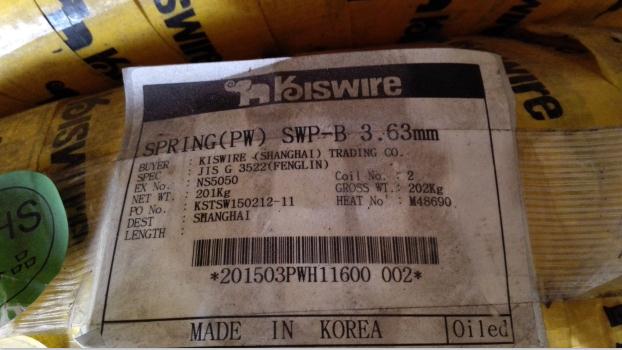 KISWIRE
SPRING(PW) SWP-B 3.63mm
BUYER : KISWIRE (SHANGHAI) TRADING CO.
SPEC : JIS G 3522(FENGLIN)
EX No. : NS5050 Coil No. : 2
NET WT. : 201Kg GROSS WT. : 202Kg
PO No. : KSTSW150212-11 HEAT No : M48690
DEST : SHANGHAI
LENGTH :
*201503PWH11600 002*
MADE IN KOREA Oiled